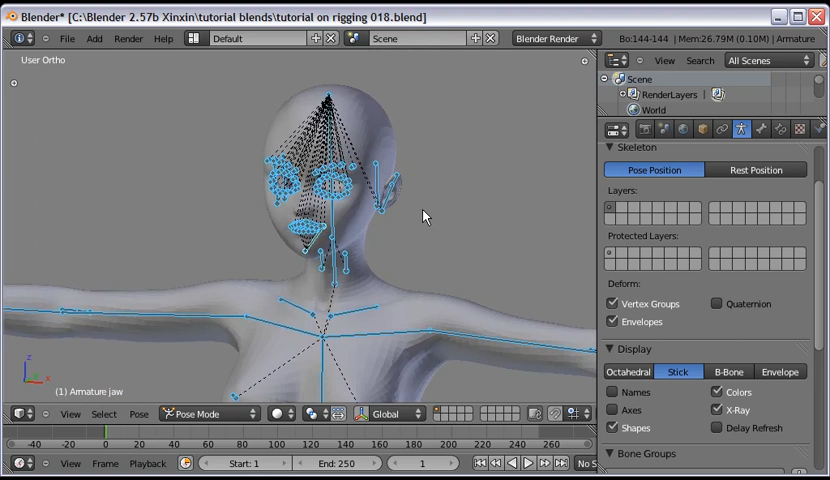 Blender* [C:\Blender 2.57b Xinxin\tutorial blends\tutorial on rigging 018.blend]
File Add Render Help Default Scene Blender Render Bo:144-144 | Mem:26.79M (0.10M) | Armature
User Ortho
View Search All Scenes
Scene
RenderLayers
World
Skeleton
Pose Position Rest Position
Layers:
Protected Layers:
Deform:
Vertex Groups Quaternion
Envelopes
Display
Octahedral Stick B-Bone Envelope
Names Colors
Axes X-Ray
Shapes Delay Refresh
Bone Groups
z
x
(1) Armature jaw
View Select Pose Pose Mode Global
-40 -20 0 20 40 60 80 100 120 140 160 180 200 220 240 260
View Frame Playback Start: 1 End: 250 1 No S